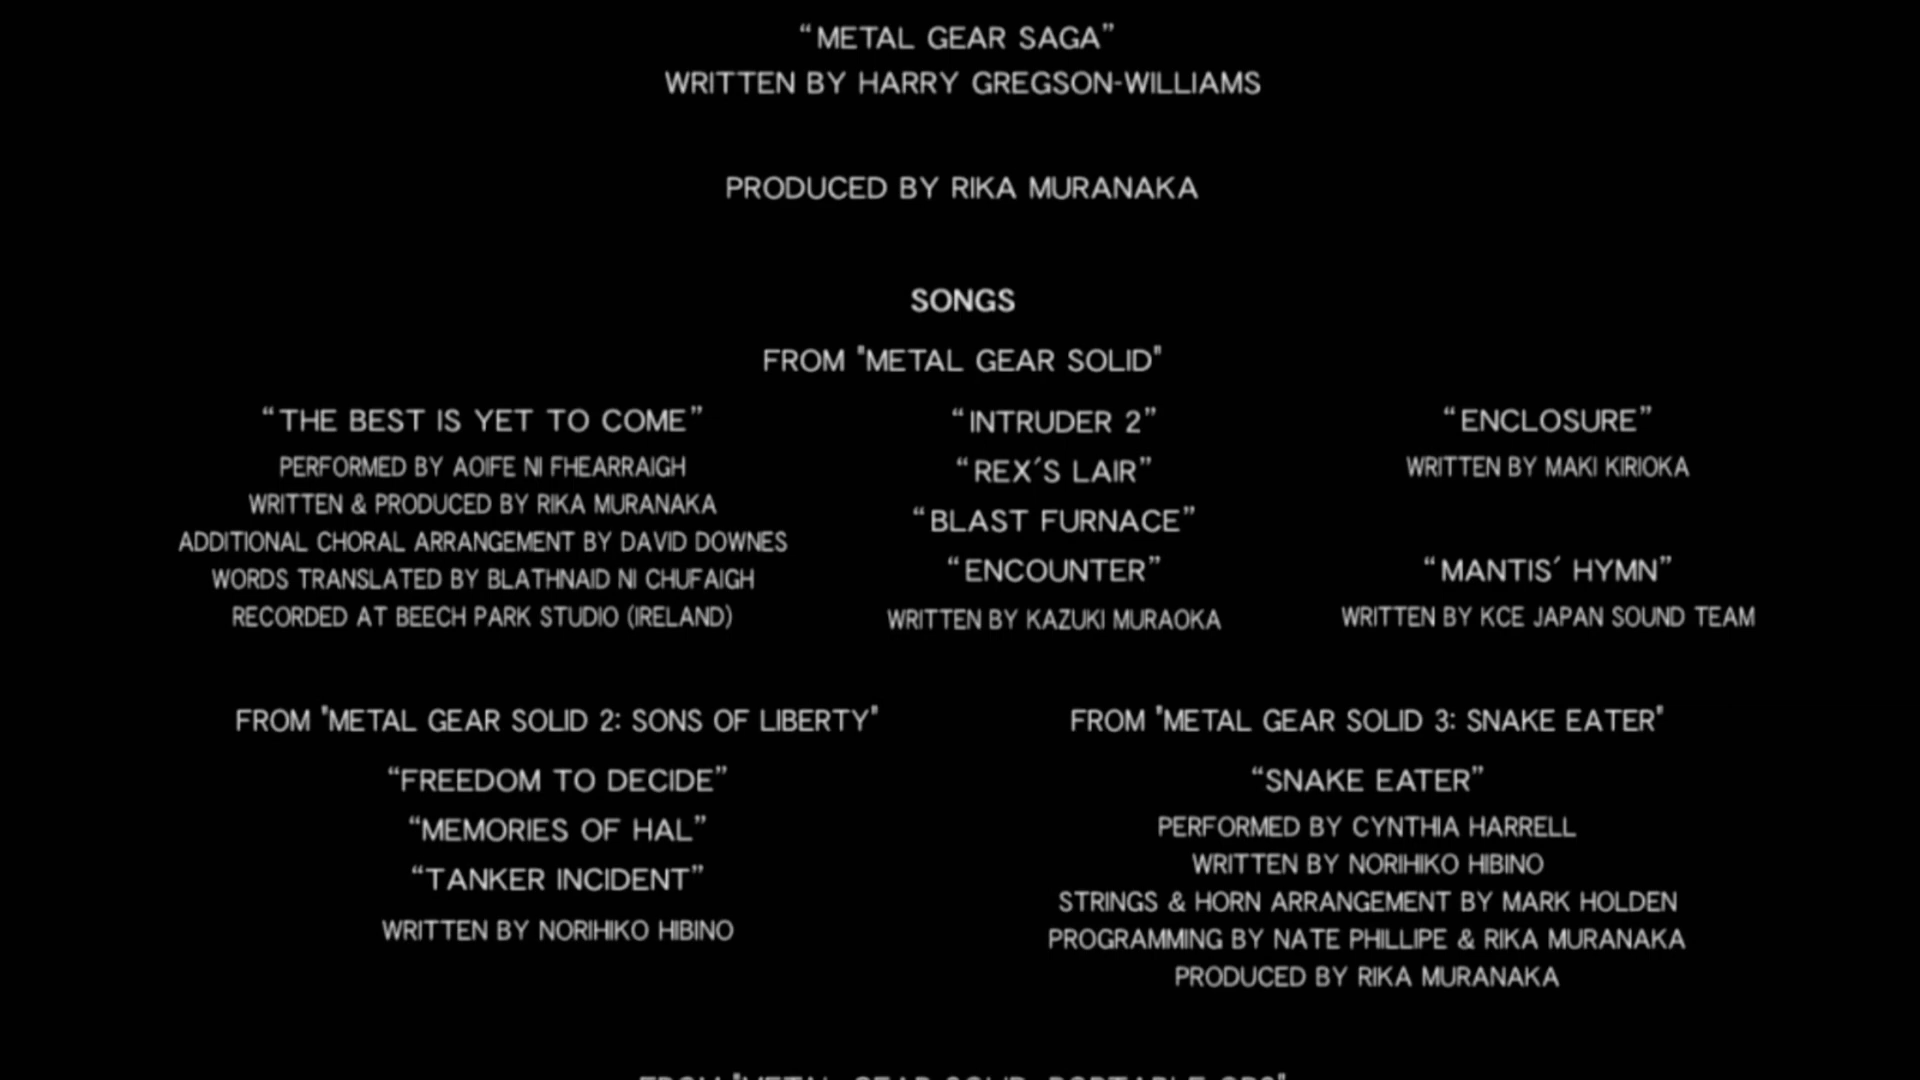 “METAL GEAR SAGA”
WRITTEN BY HARRY GREGSON-WILLIAMS
PRODUCED BY RIKA MURANAKA
SONGS
FROM "METAL GEAR SOLID"
“THE BEST IS YET TO COME”
PERFORMED BY AOIFE NI FHEARRAIGH
WRITTEN & PRODUCED BY RIKA MURANAKA
ADDITIONAL CHORAL ARRANGEMENT BY DAVID DOWNES
WORDS TRANSLATED BY BLATHNAID NI CHUFAIGH
RECORDED AT BEECH PARK STUDIO (IRELAND)
“INTRUDER 2”
“REX´S LAIR”
“BLAST FURNACE”
“ENCOUNTER”
WRITTEN BY KAZUKI MURAOKA
“ENCLOSURE”
WRITTEN BY MAKI KIRIOKA
“MANTIS´ HYMN”
WRITTEN BY KCE JAPAN SOUND TEAM
FROM "METAL GEAR SOLID 2: SONS OF LIBERTY"
“FREEDOM TO DECIDE”
“MEMORIES OF HAL”
“TANKER INCIDENT”
WRITTEN BY NORIHIKO HIBINO
FROM "METAL GEAR SOLID 3: SNAKE EATER"
“SNAKE EATER”
PERFORMED BY CYNTHIA HARRELL
WRITTEN BY NORIHIKO HIBINO
STRINGS & HORN ARRANGEMENT BY MARK HOLDEN
PROGRAMMING BY NATE PHILLIPE & RIKA MURANAKA
PRODUCED BY RIKA MURANAKA
FROM "METAL GEAR SOLID: PORTABLE OPS"